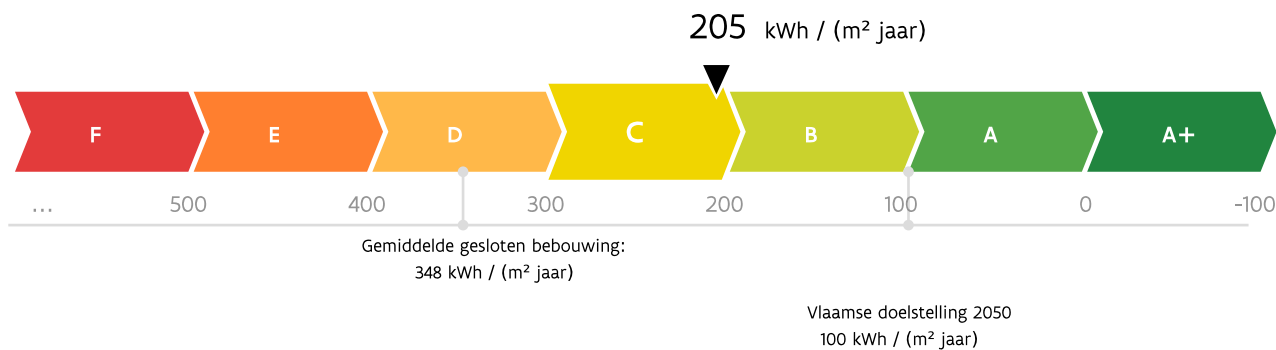 205 kWh / (m² jaar)
F E D C B A A+
... 500 400 300 200 100 0 -100
Gemiddelde gesloten bebouwing:
348 kWh / (m² jaar)
Vlaamse doelstelling 2050
100 kWh / (m² jaar)